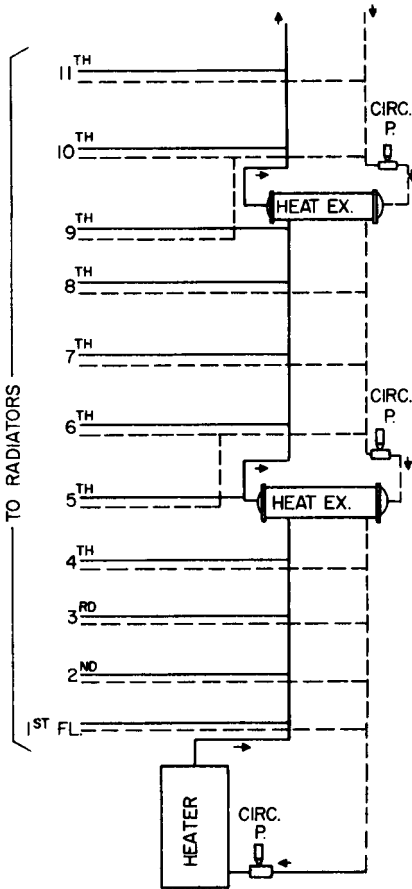 11TH
CIRC.
P.
10TH
HEAT EX.
9TH
8TH
7TH
CIRC.
P.
6TH
TO RADIATORS
5TH
HEAT EX.
4TH
3RD
2ND
1ST FL.
HEATER
CIRC.
P.